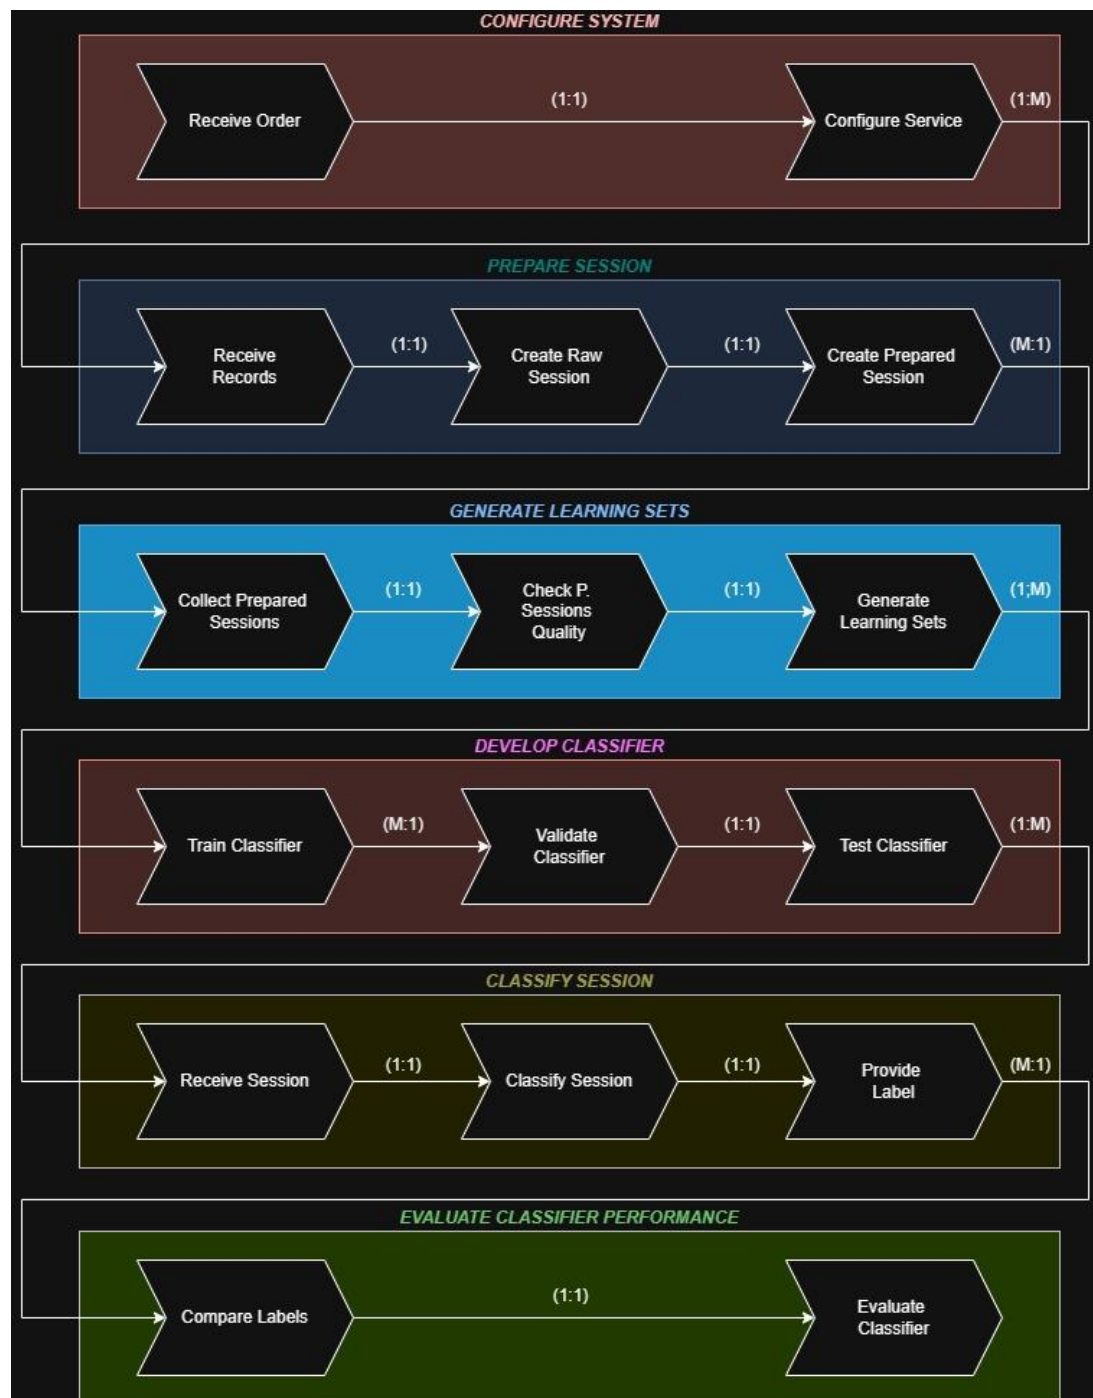 CONFIGURE SYSTEM
Receive Order
(1:1)
Configure Service
(1:M)
PREPARE SESSION
Receive
Records
(1:1)
Create Raw
Session
(1:1)
Create Prepared
Session
(M:1)
GENERATE LEARNING SETS
Collect Prepared
Sessions
(1:1)
Check P.
Sessions
Quality
(1:1)
Generate
Learning Sets
(1;M)
DEVELOP CLASSIFIER
Train Classifier
(M:1)
Validate
Classifier
(1:1)
Test Classifier
(1:M)
CLASSIFY SESSION
Receive Session
(1:1)
Classify Session
(1:1)
Provide
Label
(M:1)
EVALUATE CLASSIFIER PERFORMANCE
Compare Labels
(1:1)
Evaluate
Classifier